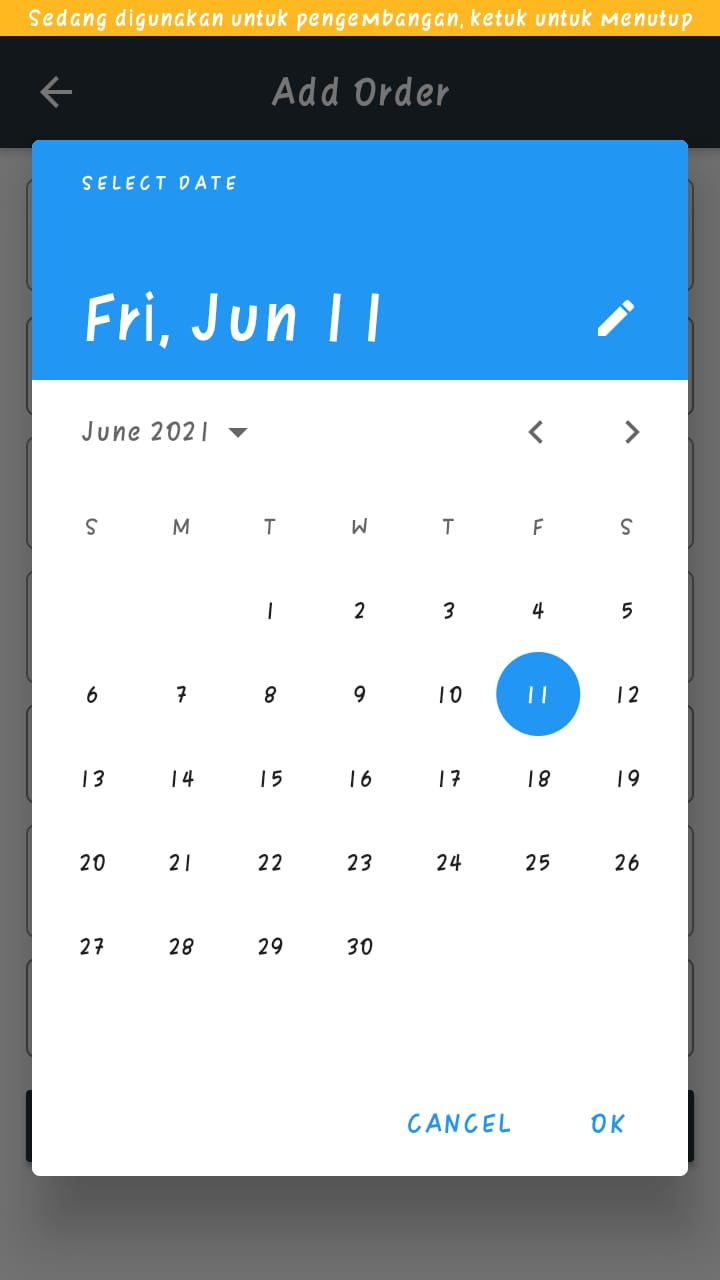 Sedang digunakan untuk pengembangan, ketuk untuk Menutup
Add Order
SELECT DATE
Fri, Jun 11
June 2021
S M T W T F S
1 2 3 4 5
6 7 8 9 10 11 12
13 14 15 16 17 18 19
20 21 22 23 24 25 26
27 28 29 30
CANCEL OK